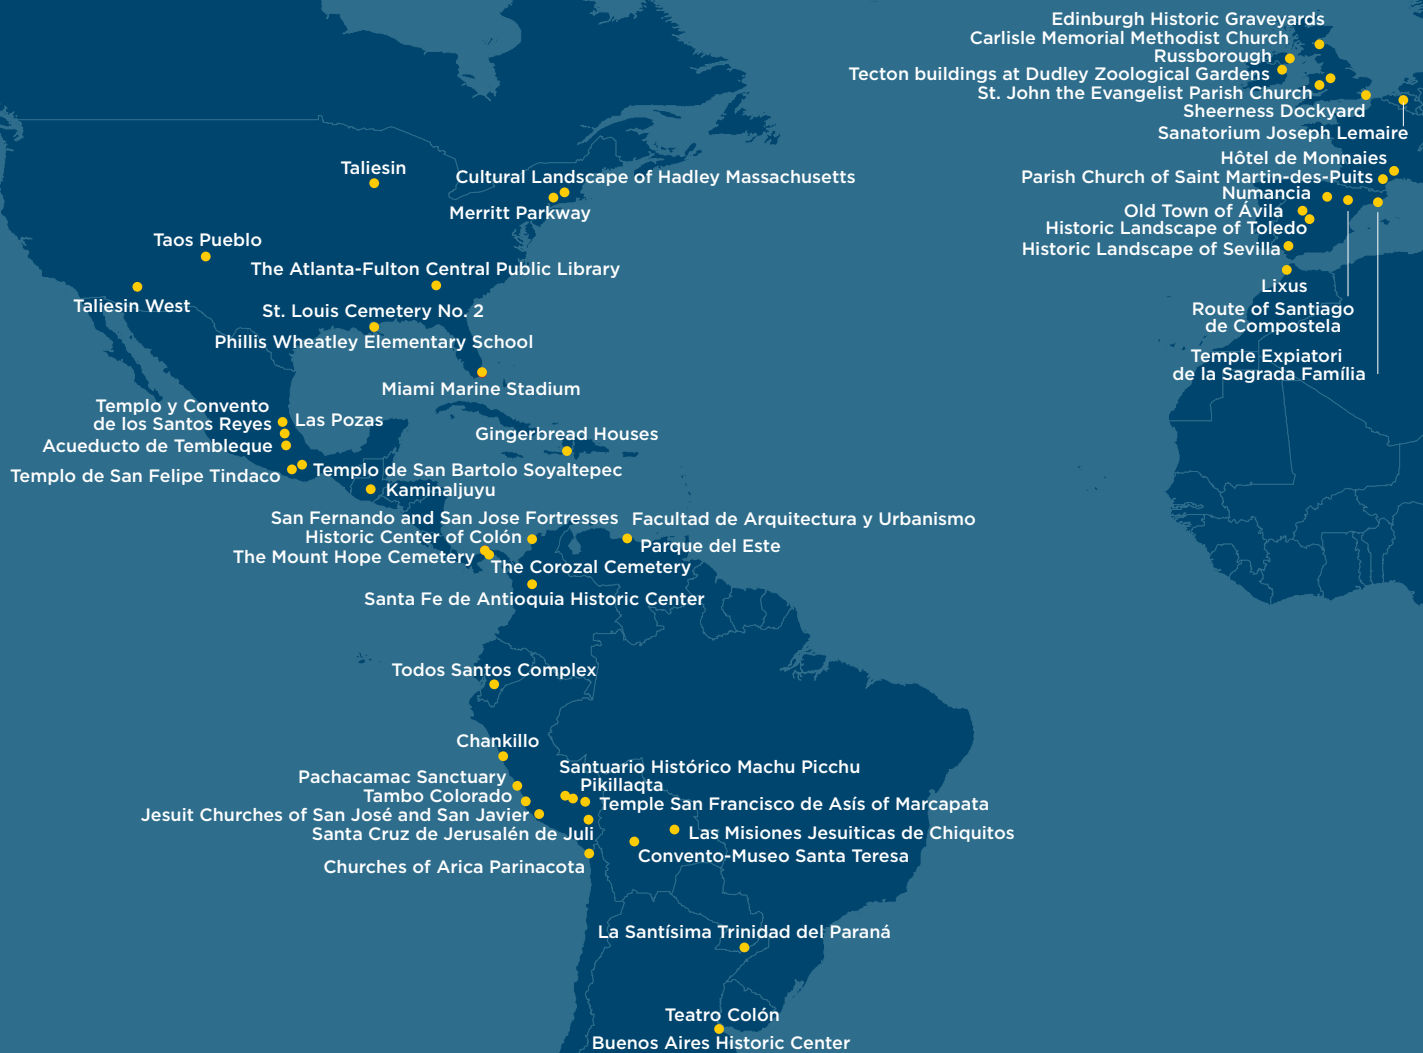 Edinburgh Historic Graveyards
Carlisle Memorial Methodist Church
Russborough
Tecton buildings at Dudley Zoological Gardens
St. John the Evangelist Parish Church
Sheerness Dockyard
Sanatorium Joseph Lemaire
Hôtel de Monnaies
Parish Church of Saint Martin-des-Puits
Numancia
Old Town of Ávila
Historic Landscape of Toledo
Historic Landscape of Sevilla
Lixus
Route of Santiago
de Compostela
Temple Expiatori
de la Sagrada Família
Taliesin
Cultural Landscape of Hadley Massachusetts
Merritt Parkway
Taos Pueblo
The Atlanta-Fulton Central Public Library
Taliesin West
St. Louis Cemetery No. 2
Phillis Wheatley Elementary School
Miami Marine Stadium
Templo y Convento
de los Santos Reyes
Las Pozas
Acueducto de Tembleque
Gingerbread Houses
Templo de San Felipe Tindaco
Templo de San Bartolo Soyaltepec
Kaminaljuyu
San Fernando and San Jose Fortresses
Facultad de Arquitectura y Urbanismo
Historic Center of Colón
Parque del Este
The Mount Hope Cemetery
The Corozal Cemetery
Santa Fe de Antioquia Historic Center
Todos Santos Complex
Chankillo
Santuario Histórico Machu Picchu
Pachacamac Sanctuary
Pikillaqta
Tambo Colorado
Temple San Francisco de Asís of Marcapata
Jesuit Churches of San José and San Javier
Santa Cruz de Jerusalén de Juli
Las Misiones Jesuiticas de Chiquitos
Convento-Museo Santa Teresa
Churches of Arica Parinacota
La Santísima Trinidad del Paraná
Teatro Colón
Buenos Aires Historic Center